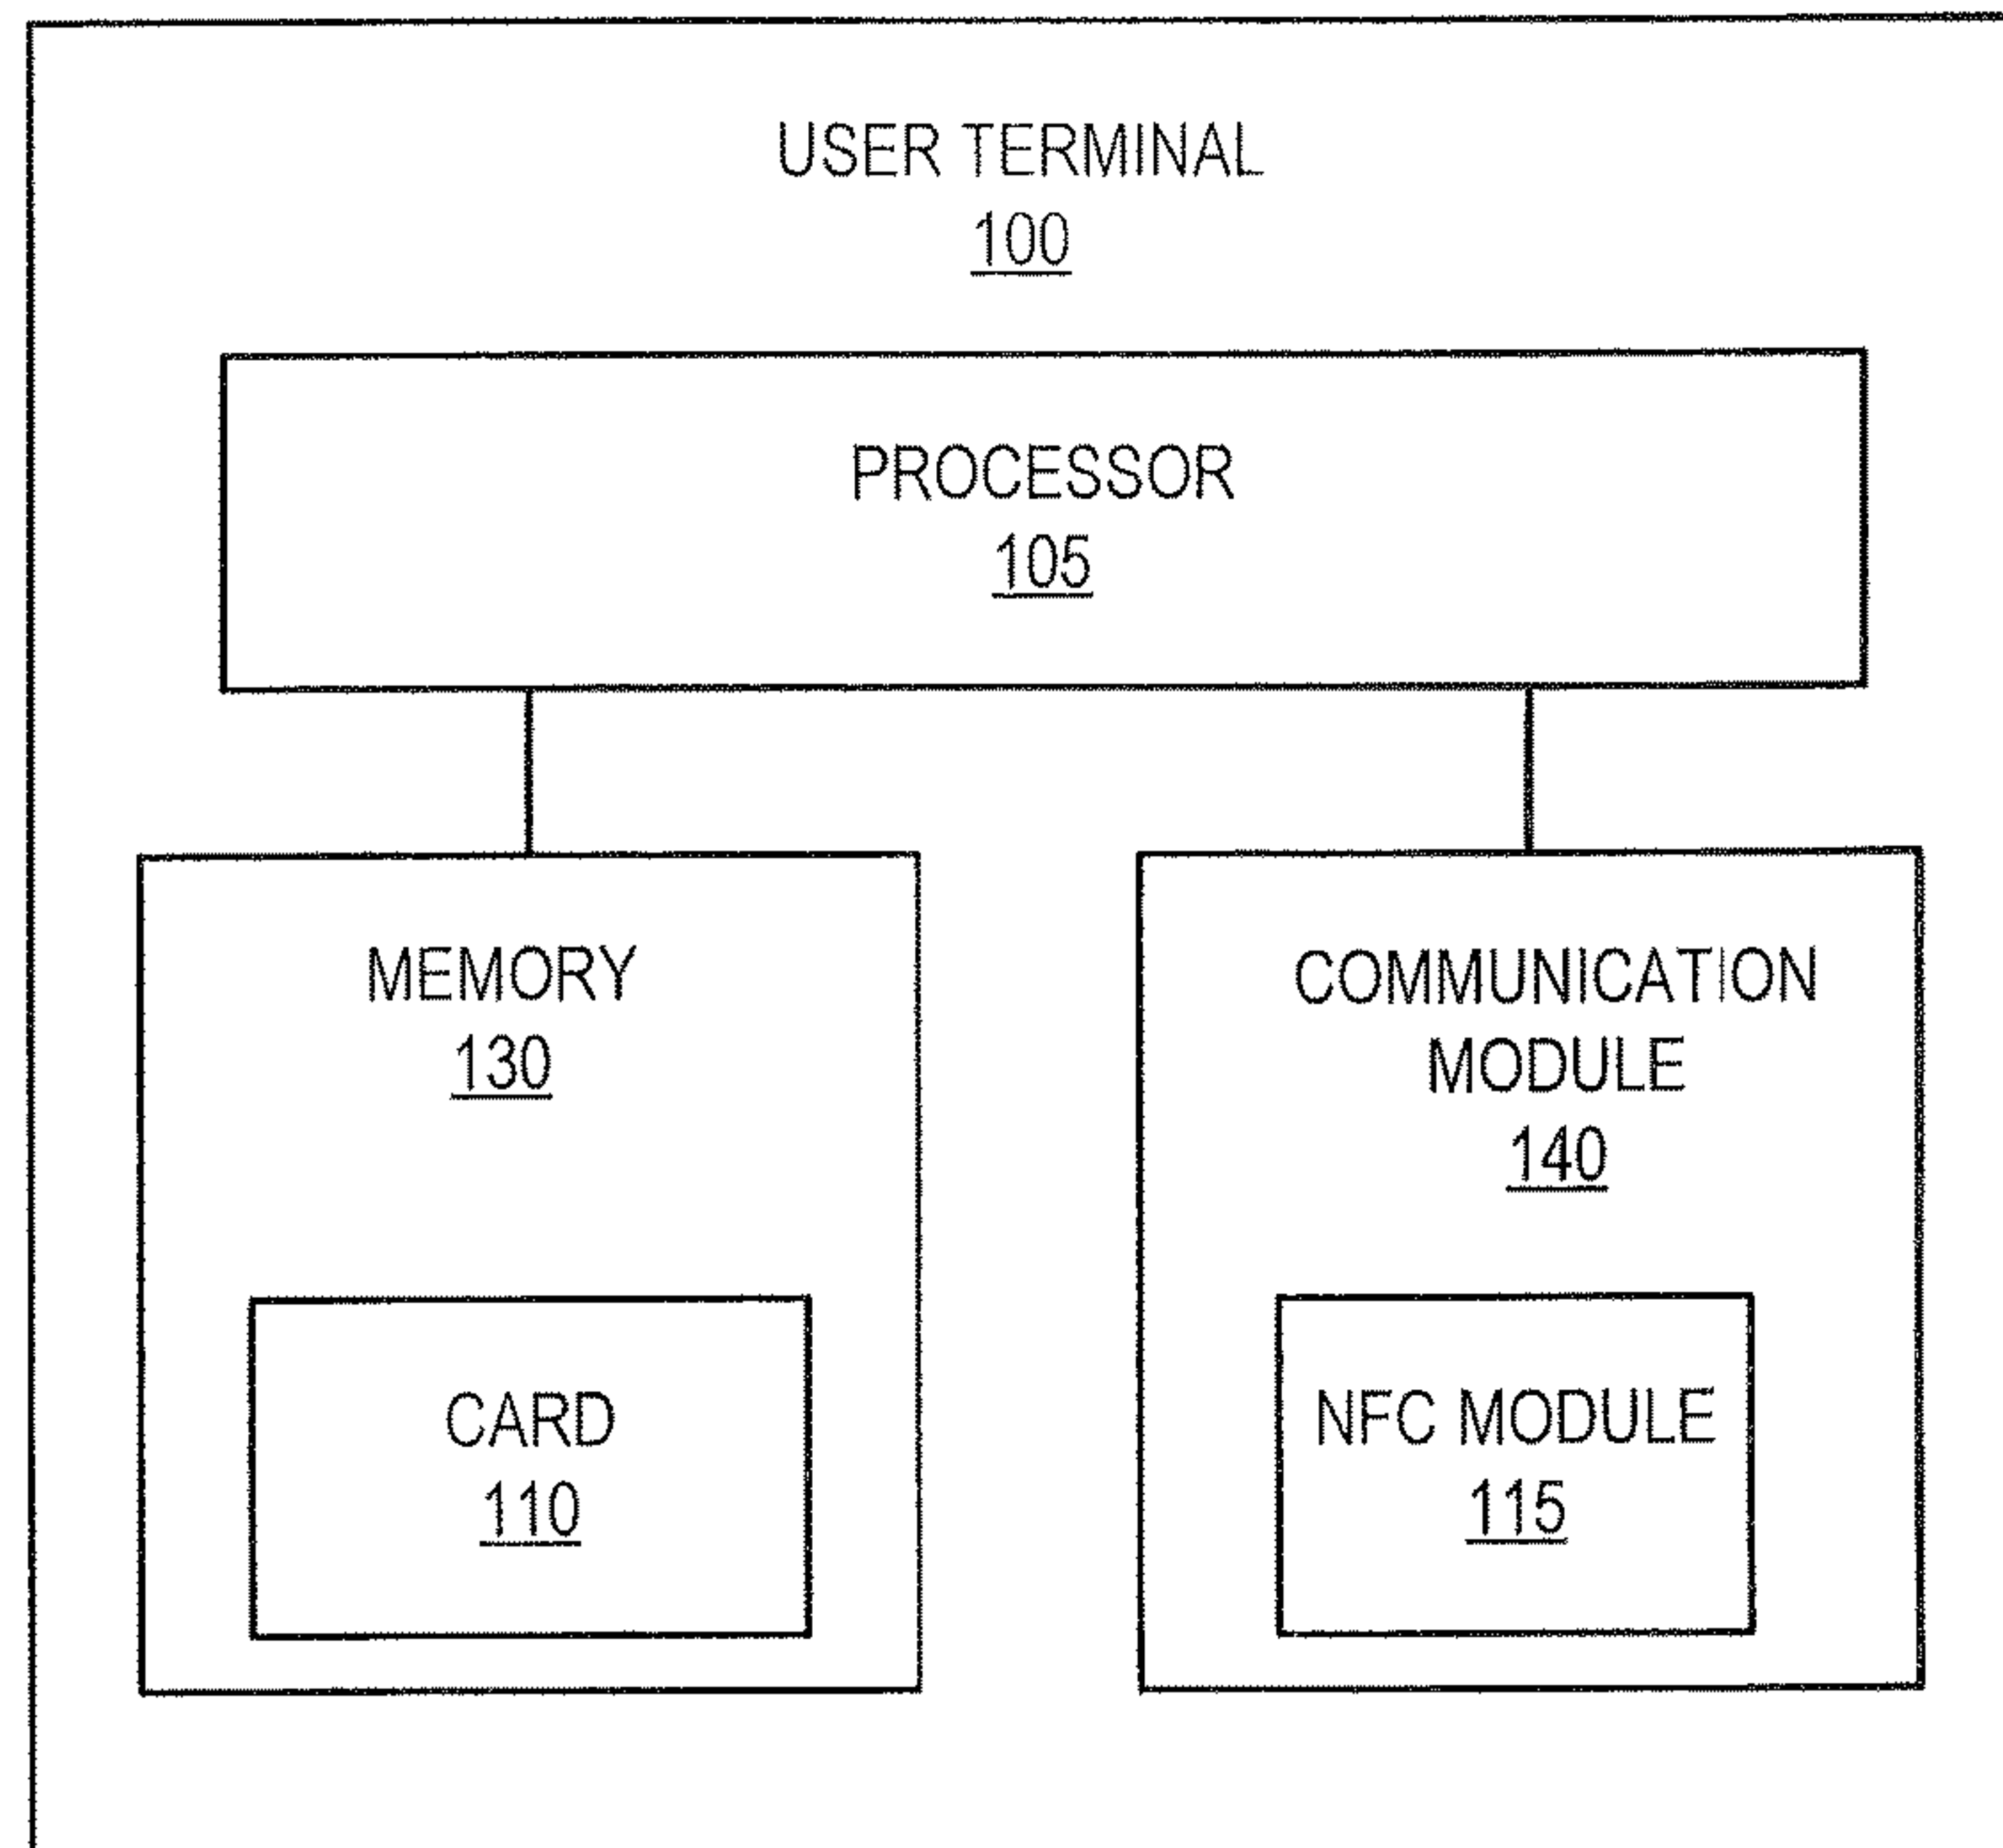 USER TERMINAL
100
PROCESSOR
105
MEMORY
130
COMMUNICATION
MODULE
140
CARD
110
NFC MODULE
115